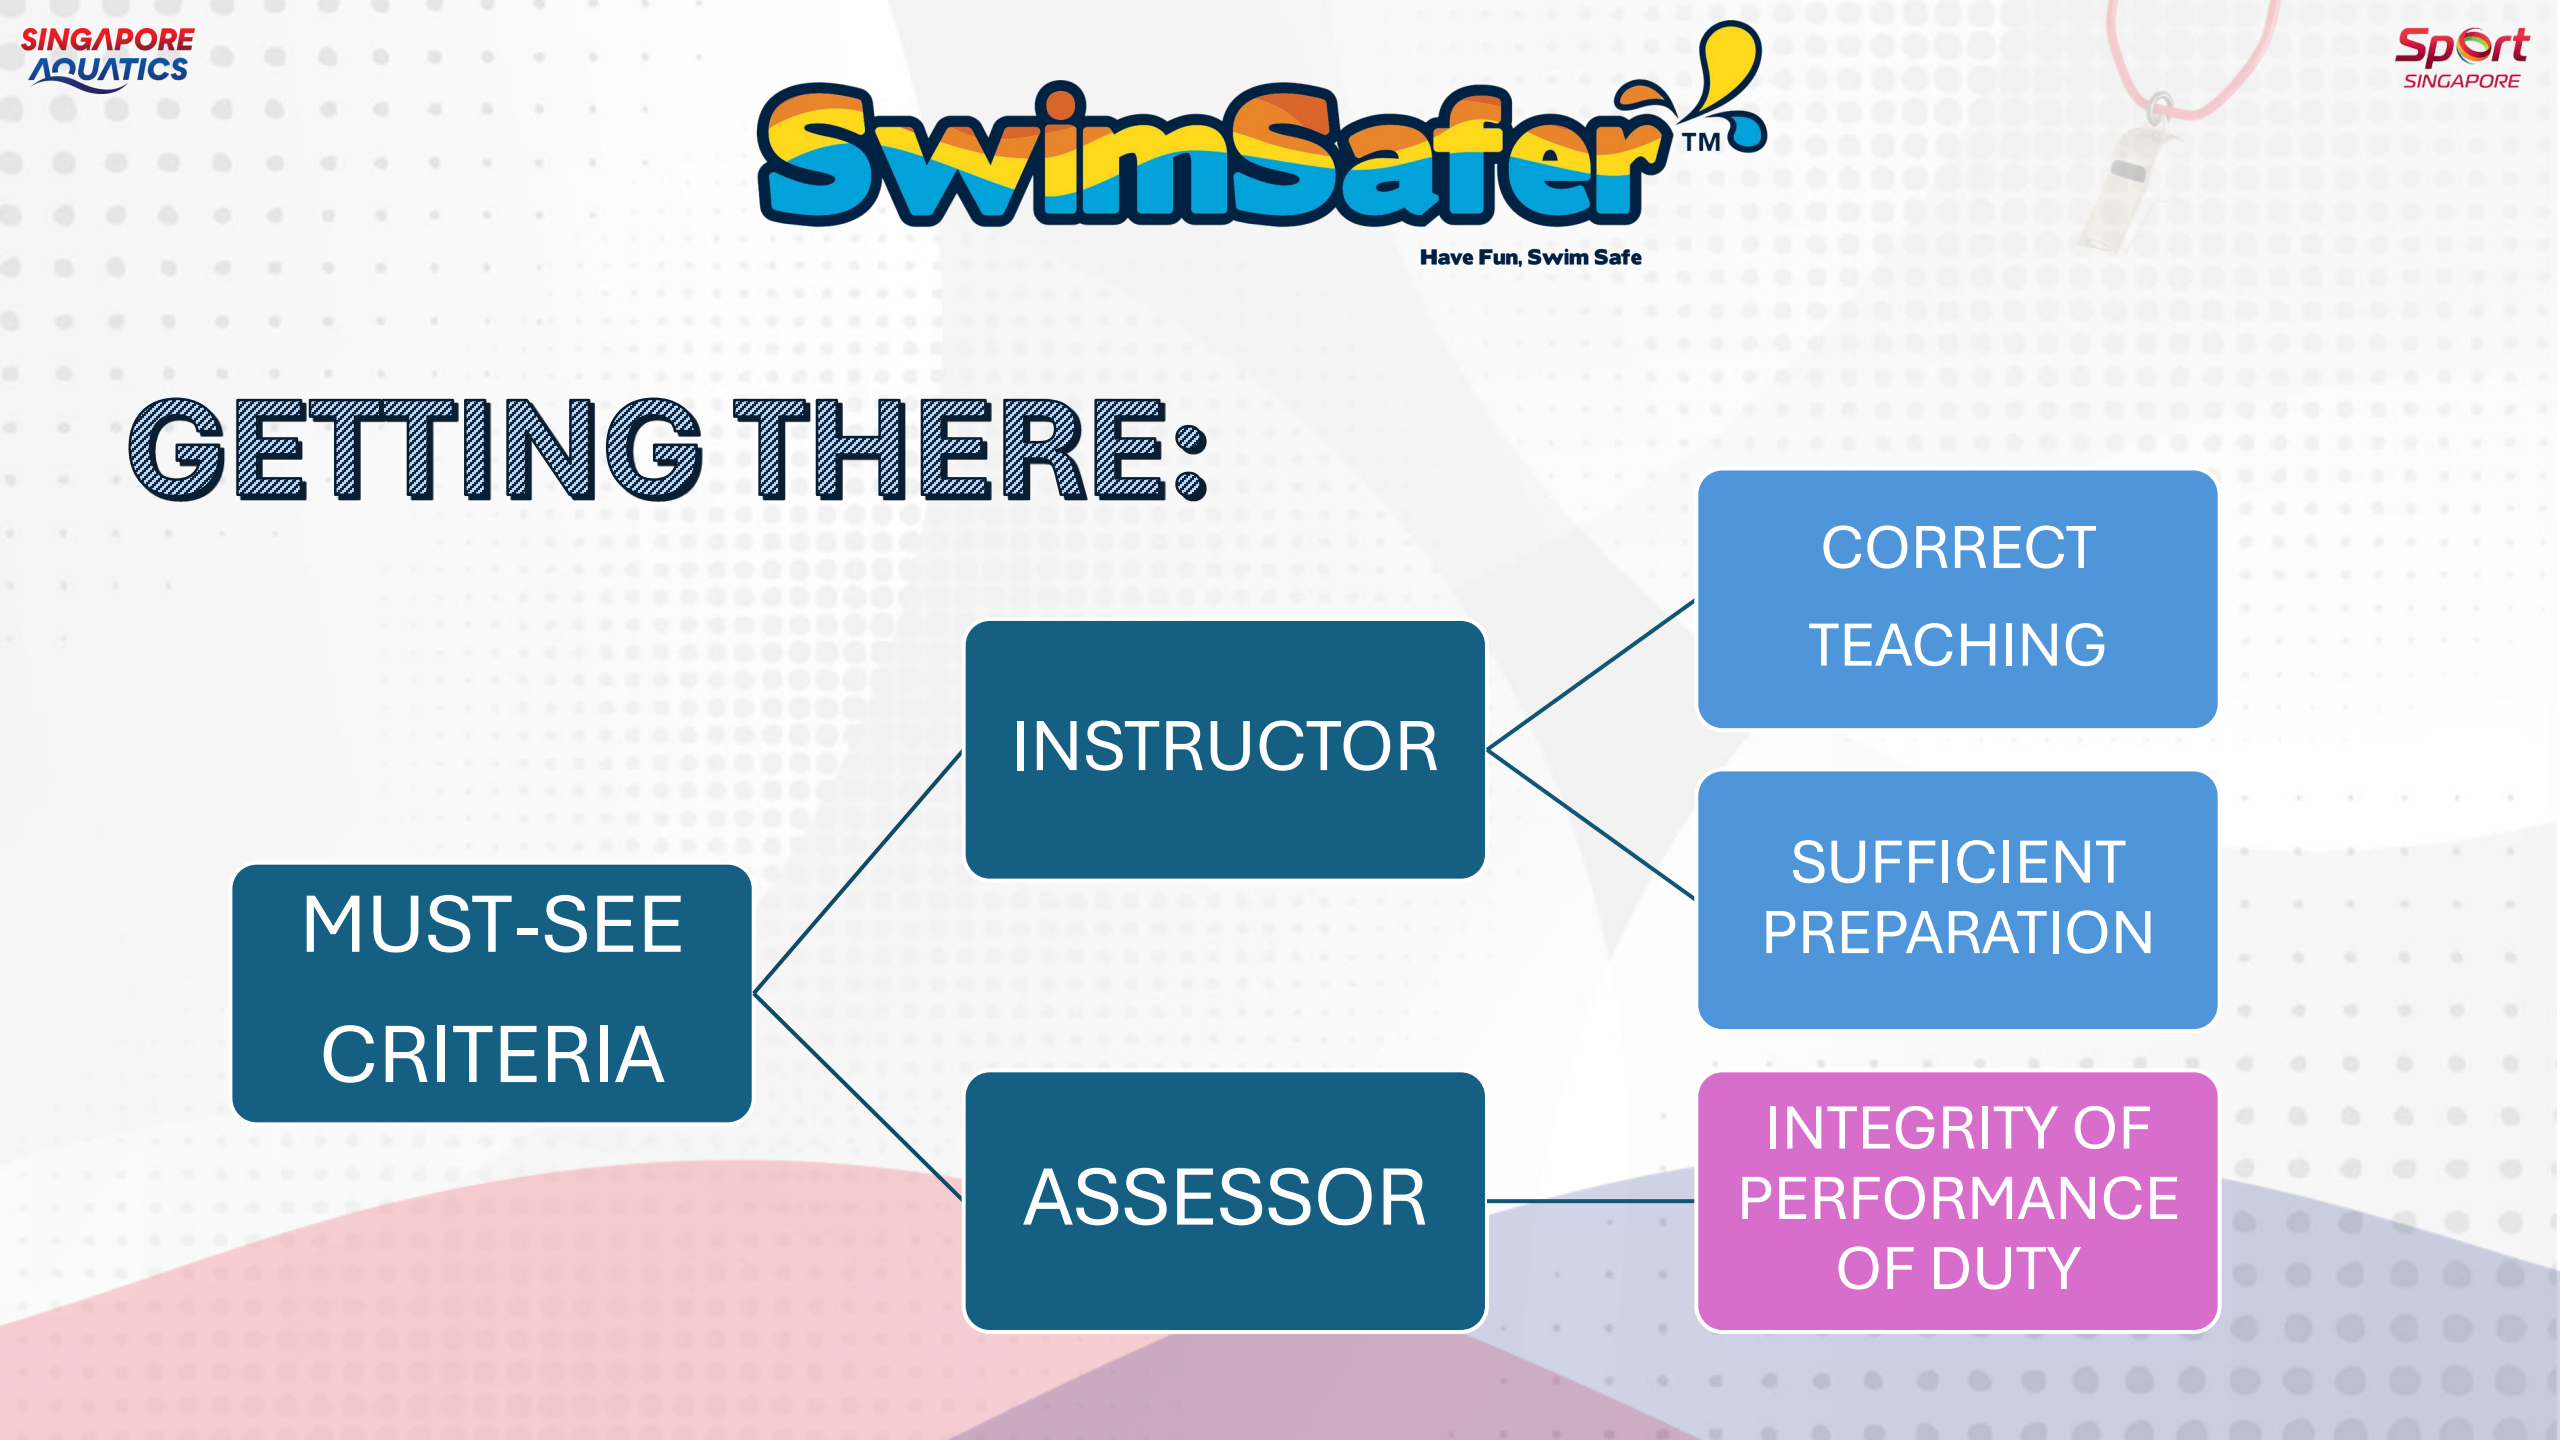 SINGAPORE
AQUATICS
SwimSafer™
Have Fun, Swim Safe
Sport
SINGAPORE
GETTING THERE:
MUST-SEE
CRITERIA
INSTRUCTOR
CORRECT
TEACHING
SUFFICIENT
PREPARATION
ASSESSOR
INTEGRITY OF
PERFORMANCE
OF DUTY